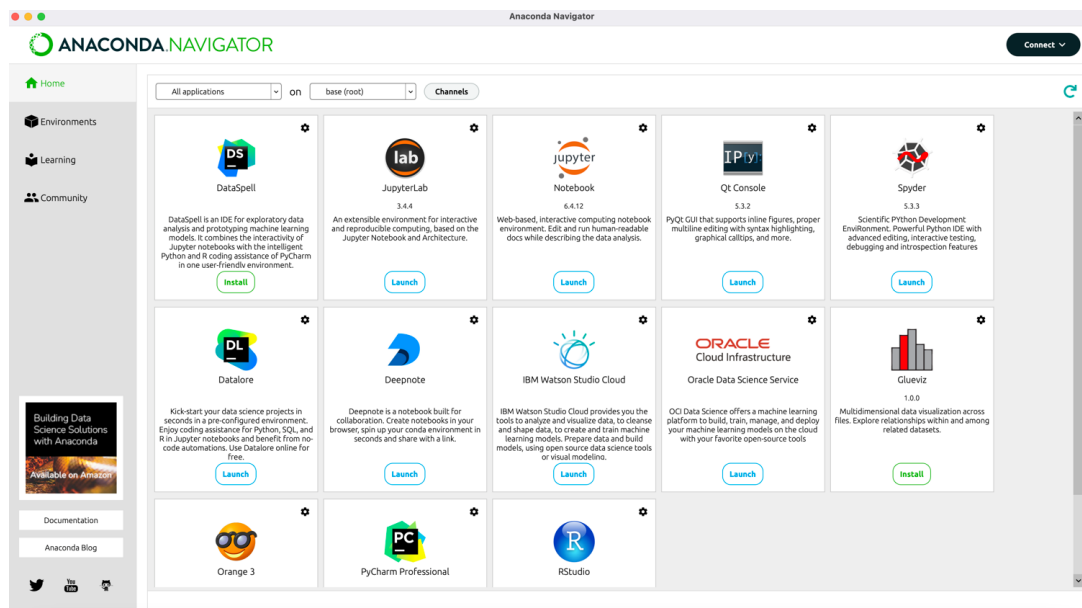 Anaconda Navigator
ANACONDA.NAVIGATOR
Connect
Home
Environments
Learning
Community
All applications on base (root) Channels
DS
DataSpell
DataSpell is an IDE for exploratory data
analysis and prototyping machine learning
models. It combines the interactivity of
Jupyter notebooks with the intelligent
Python and R coding assistance of PyCharm
in one user-friendly environment.
Install
lab
JupyterLab
3.4.4
An extensible environment for interactive
and reproducible computing, based on the
Jupyter Notebook and Architecture.
Launch
jupyter
Notebook
6.4.12
Web-based, interactive computing notebook
environment. Edit and run human-readable
docs while describing the data analysis.
Launch
IP[y]:
Qt Console
5.3.2
PyQt GUI that supports inline figures, proper
multiline editing with syntax highlighting,
graphical calltips, and more.
Launch
Spyder
5.3.3
Scientific PYthon Development
EnviRonment. Powerful Python IDE with
advanced editing, interactive testing,
debugging and introspection features
Launch
DL
Datalore
Kick-start your data science projects in
seconds in a pre-configured environment.
Enjoy coding assistance for Python, SQL, and
R in Jupyter notebooks and benefit from no-
code automations. Use Datalore online for
free.
Launch
Deepnote
Deepnote is a notebook built for
collaboration. Create notebooks in your
browser, spin up your conda environment in
seconds and share with a link.
Launch
IBM Watson Studio Cloud
IBM Watson Studio Cloud provides you the
tools to analyze and visualize data, to cleanse
and shape data, to create and train machine
learning models. Prepare data and build
models, using open source data science tools
or visual modeling.
Launch
ORACLE
Cloud Infrastructure
Oracle Data Science Service
OCI Data Science offers a machine learning
platform to build, train, manage, and deploy
your machine learning models on the cloud
with your favorite open-source tools
Launch
Glueviz
1.0.0
Multidimensional data visualization across
files. Explore relationships within and among
related datasets.
Install
Orange 3
PC
PyCharm Professional
R
RStudio
Building Data
Science Solutions
with Anaconda
Available on Amazon
Documentation
Anaconda Blog
You
Tube